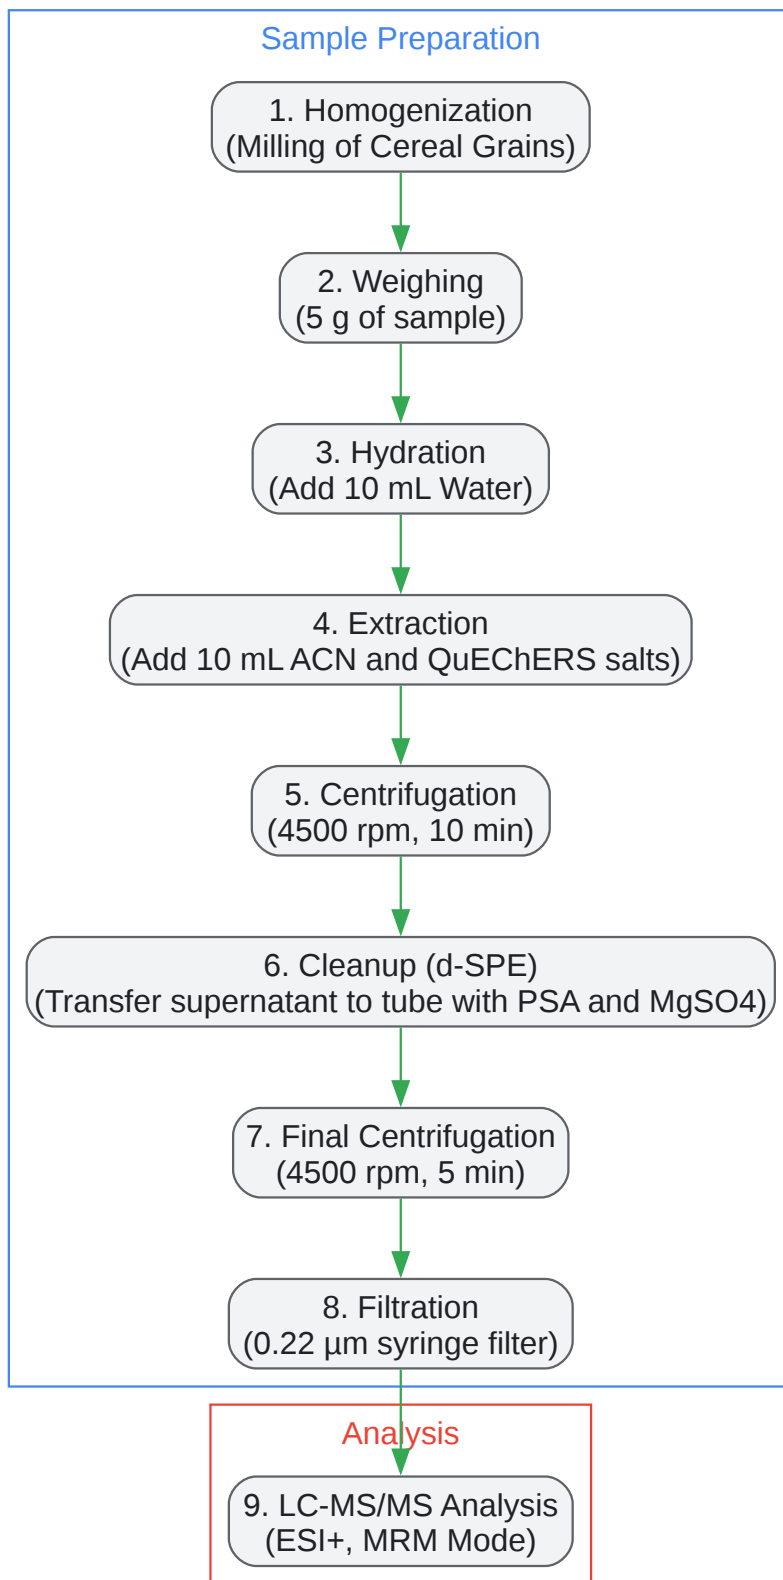 Sample Preparation
1. Homogenization
(Milling of Cereal Grains)
2. Weighing
(5 g of sample)
3. Hydration
(Add 10 mL Water)
4. Extraction
(Add 10 mL ACN and QuEChERS salts)
5. Centrifugation
(4500 rpm, 10 min)
6. Cleanup (d-SPE)
(Transfer supernatant to tube with PSA and MgSO4)
7. Final Centrifugation
(4500 rpm, 5 min)
8. Filtration
(0.22 µm syringe filter)
Analysis
9. LC-MS/MS Analysis
(ESI+, MRM Mode)